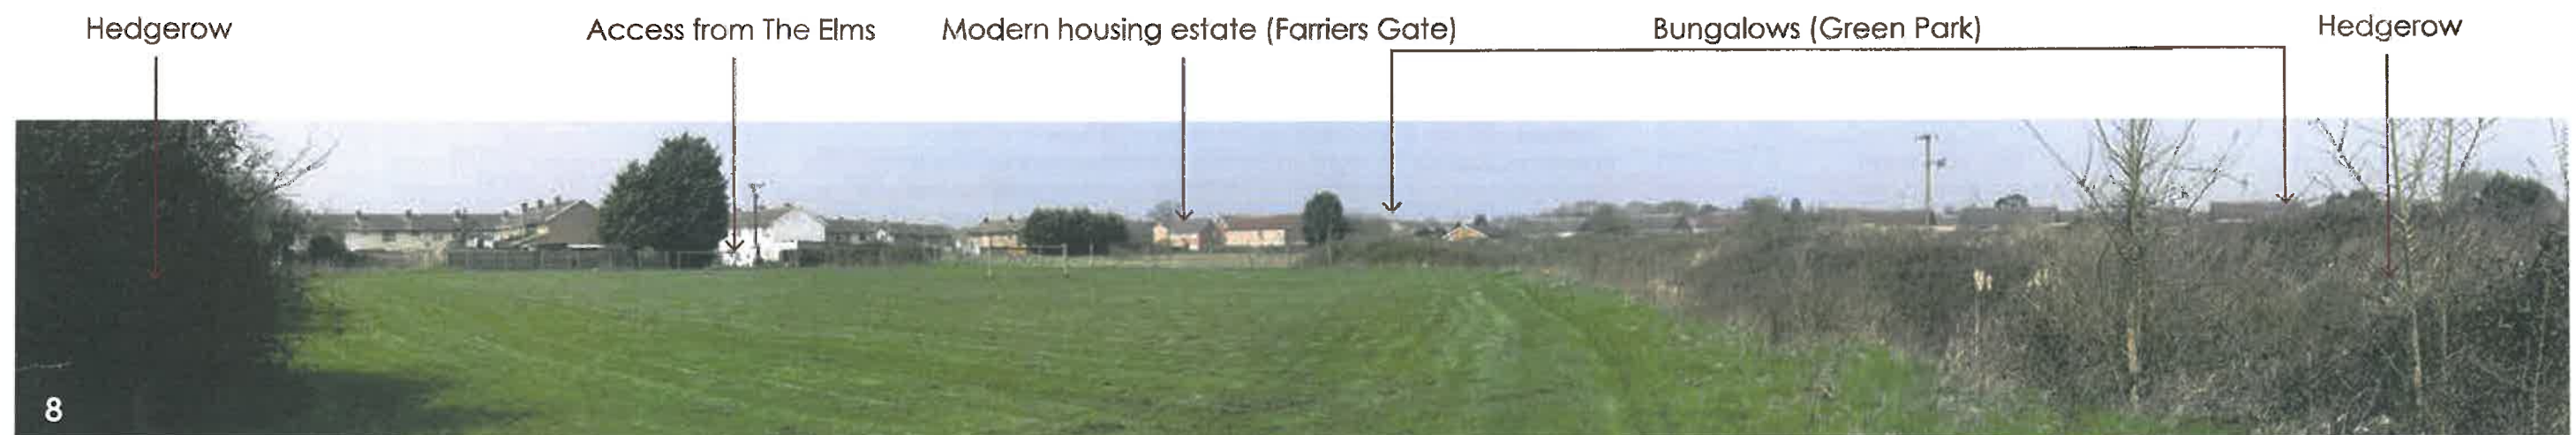 Hedgerow
Access from The Elms
Modern housing estate (Farriers Gate)
Bungalows (Green Park)
Hedgerow
8